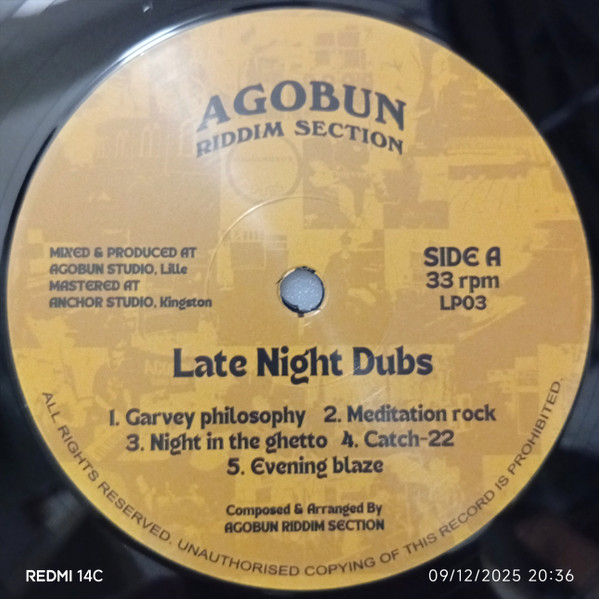 AGOBUN
RIDDIM SECTION
MIXED & PRODUCED AT
AGOBUN STUDIO, Lille
MASTERED AT
ANCHOR STUDIO, Kingston
SIDE A
33 rpm
LP03
Late Night Dubs
1. Garvey philosophy 2. Meditation rock
3. Night in the ghetto 4. Catch-22
5. Evening blaze
Composed & Arranged By
AGOBUN RIDDIM SECTION
ALL RIGHTS RESERVED. UNAUTHORISED COPYING OF THIS RECORD IS PROHIBITED.
REDMI 14C
09/12/2025 20:36